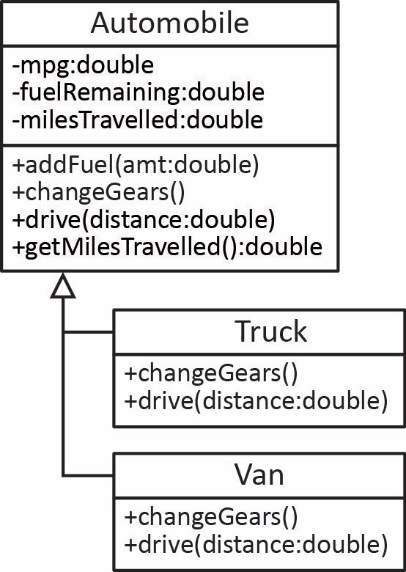 Automobile
-mpg:double
-fuelRemaining:double
-milesTravelled:double
+addFuel(amt:double)
+changeGears()
+drive(distance:double)
+getMilesTravelled():double
Truck
+changeGears()
+drive(distance:double)
Van
+changeGears()
+drive(distance:double)